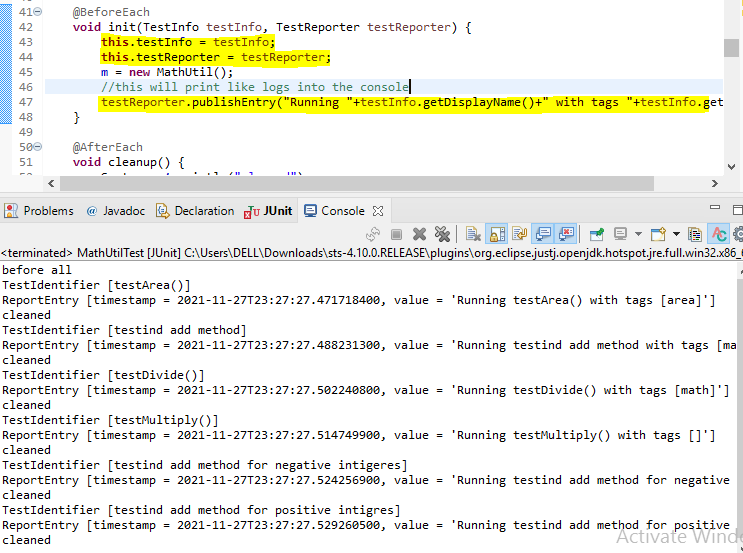 41 @BeforeEach
42 void init(TestInfo testInfo, TestReporter testReporter) {
43 this.testInfo = testInfo;
44 this.testReporter = testReporter;
45 m = new MathUtil();
46 //this will print like logs into the console
47 testReporter.publishEntry("Running "+testInfo.getDisplayName()+" with tags "+testInfo.get
48 }
49
50 @AfterEach
51 void cleanup() {
Problems @ Javadoc Declaration JUnit Console
<terminated> MathUtilTest [JUnit] C:\Users\DELL\Downloads\sts-4.10.0.RELEASE\plugins\org.eclipse.justj.openjdk.hotspot.jre.full.win32.x86_6
before all
TestIdentifier [testArea()]
ReportEntry [timestamp = 2021-11-27T23:27:27.471718400, value = 'Running testArea() with tags [area]']
cleaned
TestIdentifier [testind add method]
ReportEntry [timestamp = 2021-11-27T23:27:27.488231300, value = 'Running testind add method with tags [ma
cleaned
TestIdentifier [testDivide()]
ReportEntry [timestamp = 2021-11-27T23:27:27.502240800, value = 'Running testDivide() with tags [math]']
cleaned
TestIdentifier [testMultiply()]
ReportEntry [timestamp = 2021-11-27T23:27:27.514749900, value = 'Running testMultiply() with tags []']
cleaned
TestIdentifier [testind add method for negative intigeres]
ReportEntry [timestamp = 2021-11-27T23:27:27.524256900, value = 'Running testind add method for negative
cleaned
TestIdentifier [testind add method for positive intigres]
ReportEntry [timestamp = 2021-11-27T23:27:27.529260500, value = 'Running testind add method for positive
cleaned
Activate Wind